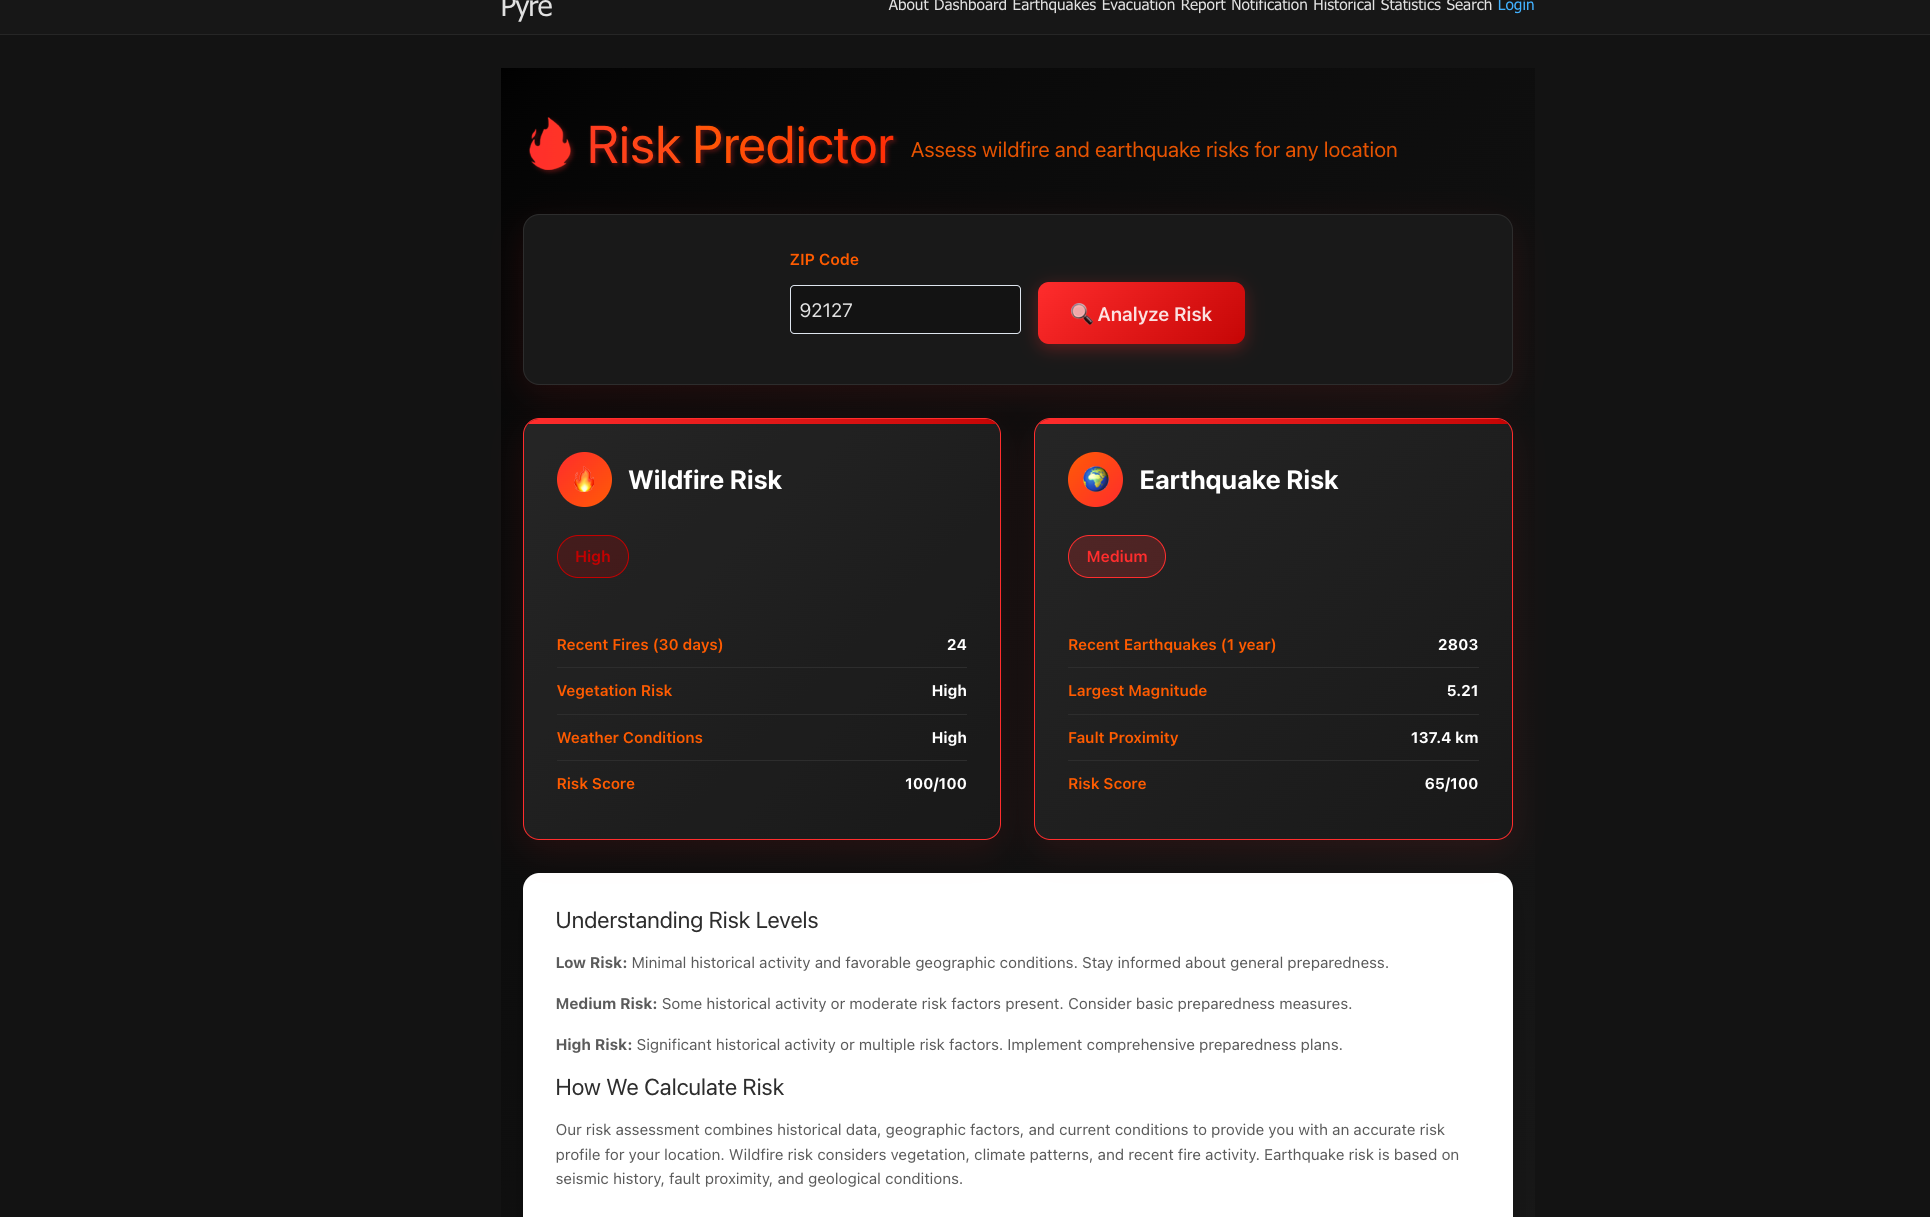 Pyre
About Dashboard Earthquakes Evacuation Report Notification Historical Statistics Search Login
Risk Predictor Assess wildfire and earthquake risks for any location
ZIP Code
92127
Analyze Risk
Wildfire Risk
High
Recent Fires (30 days) 24
Vegetation Risk High
Weather Conditions High
Risk Score 100/100
Earthquake Risk
Medium
Recent Earthquakes (1 year) 2803
Largest Magnitude 5.21
Fault Proximity 137.4 km
Risk Score 65/100
Understanding Risk Levels
Low Risk: Minimal historical activity and favorable geographic conditions. Stay informed about general preparedness.
Medium Risk: Some historical activity or moderate risk factors present. Consider basic preparedness measures.
High Risk: Significant historical activity or multiple risk factors. Implement comprehensive preparedness plans.
How We Calculate Risk
Our risk assessment combines historical data, geographic factors, and current conditions to provide you with an accurate risk
profile for your location. Wildfire risk considers vegetation, climate patterns, and recent fire activity. Earthquake risk is based on
seismic history, fault proximity, and geological conditions.